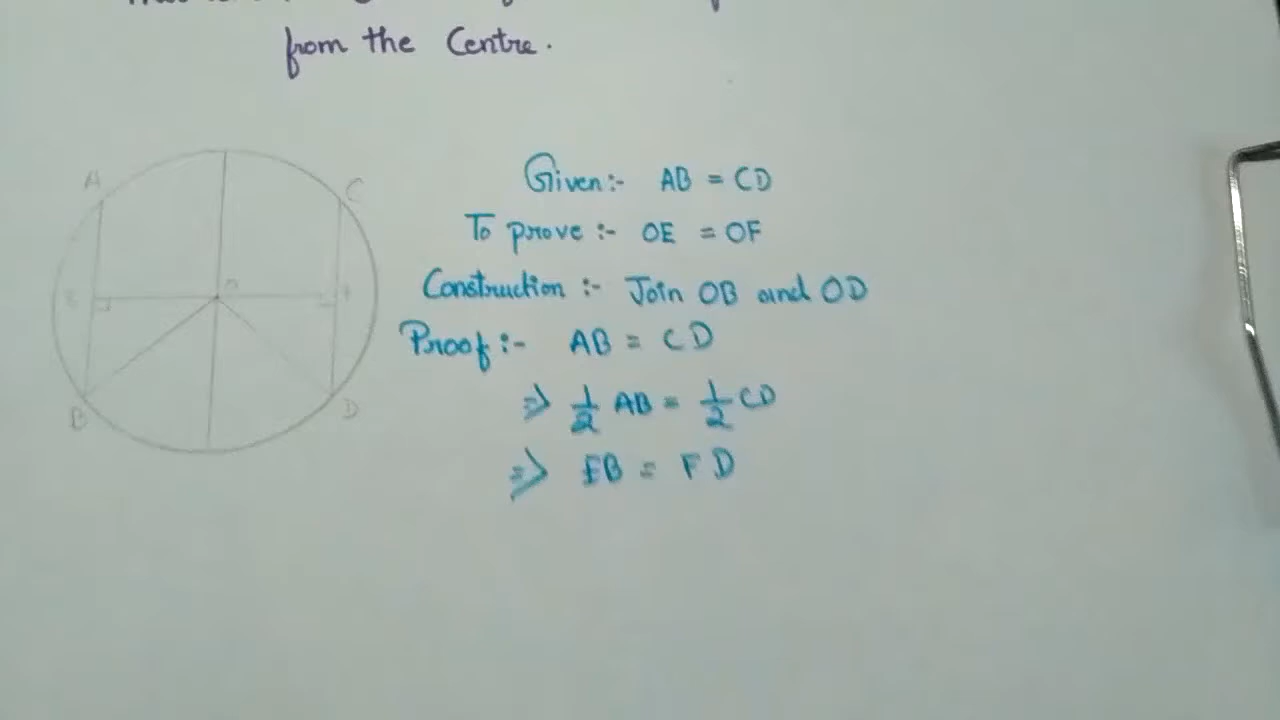 from the Centre.
Given:- AB = CD
To prove :- OE = OF
Construction :- Join OB and OD
Proof :- AB = CD
⇒ 1/2 AB = 1/2 CD
⇒ EB = FD
A
C
E
O
F
B
D